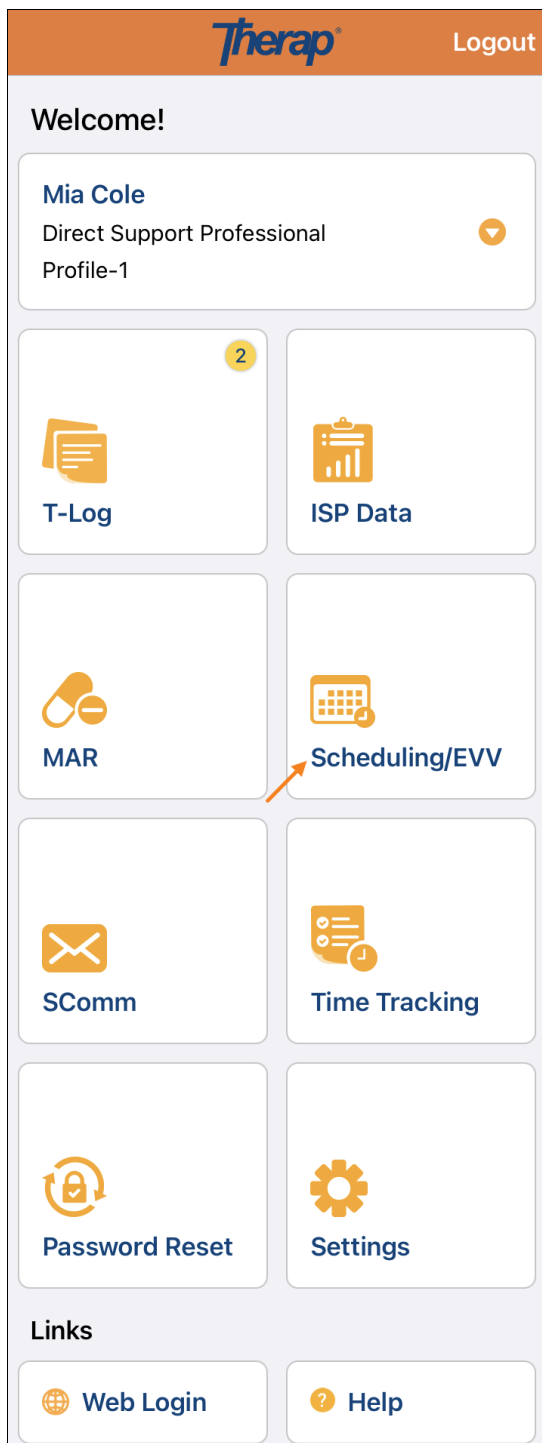 Therap®
Logout
Welcome!
Mia Cole
Direct Support Professional
Profile-1
2
T-Log
ISP Data
MAR
Scheduling/EVV
SComm
Time Tracking
Password Reset
Settings
Links
Web Login
? Help